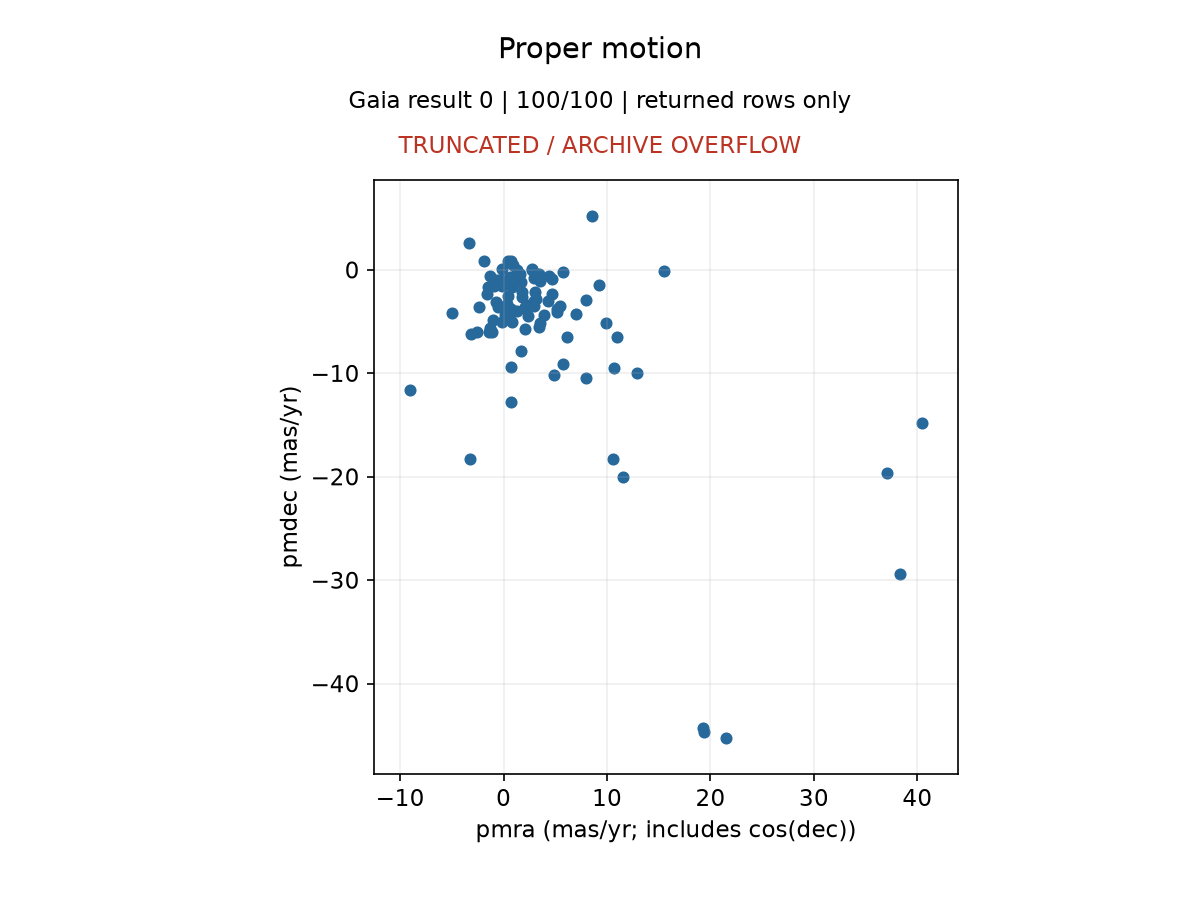 Proper motion
Gaia result 0 | 100/100 | returned rows only
TRUNCATED / ARCHIVE OVERFLOW
0
−10
−20
−30
−40
pmdec (mas/yr)
−10 0 10 20 30 40
pmra (mas/yr; includes cos(dec))